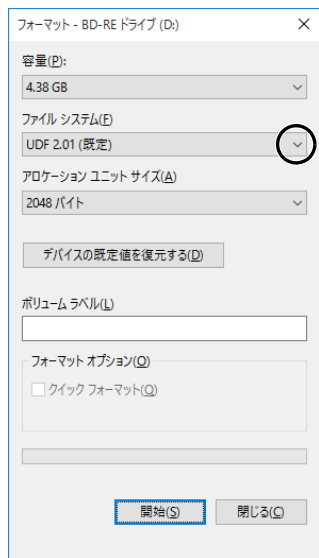 フォーマット - BD-RE ドライブ (D:)
容量(P):
4.38 GB
ファイル システム(F)
UDF 2.01 (既定)
アロケーション ユニット サイズ(A)
2048 バイト
デバイスの既定値を復元する(D)
ボリューム ラベル(L)
フォーマット オプション(O)
クイック フォーマット(Q)
開始(S)
閉じる(C)